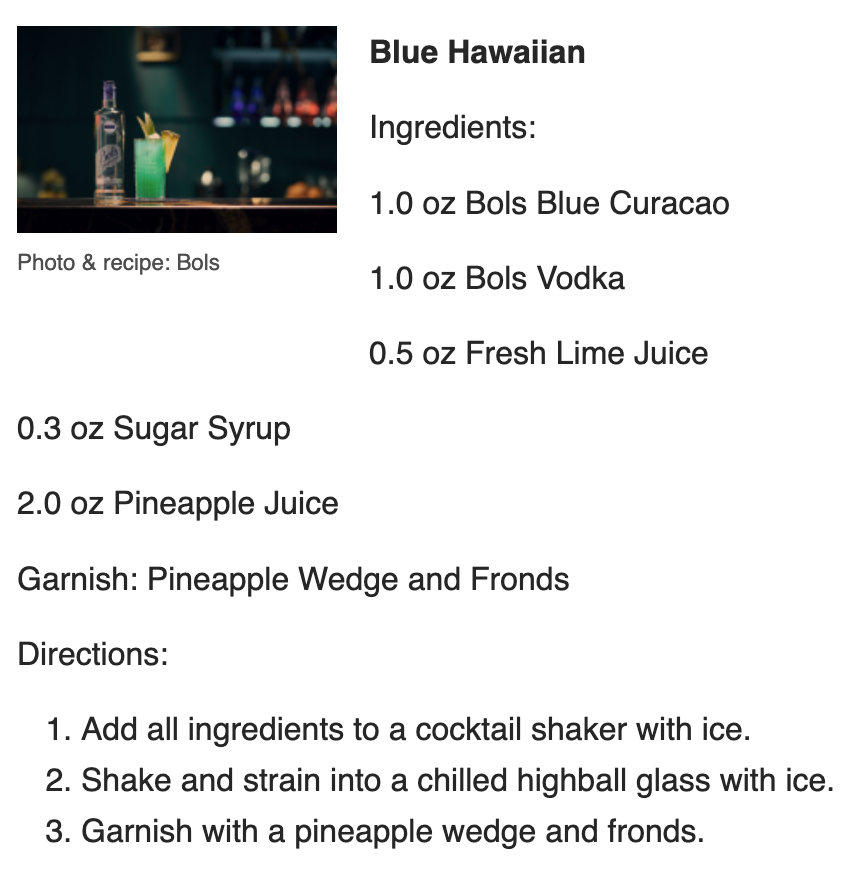 Blue Hawaiian
Ingredients:
1.0 oz Bols Blue Curacao
1.0 oz Bols Vodka
0.5 oz Fresh Lime Juice
Photo & recipe: Bols
0.3 oz Sugar Syrup
2.0 oz Pineapple Juice
Garnish: Pineapple Wedge and Fronds
Directions:
1. Add all ingredients to a cocktail shaker with ice.
2. Shake and strain into a chilled highball glass with ice.
3. Garnish with a pineapple wedge and fronds.